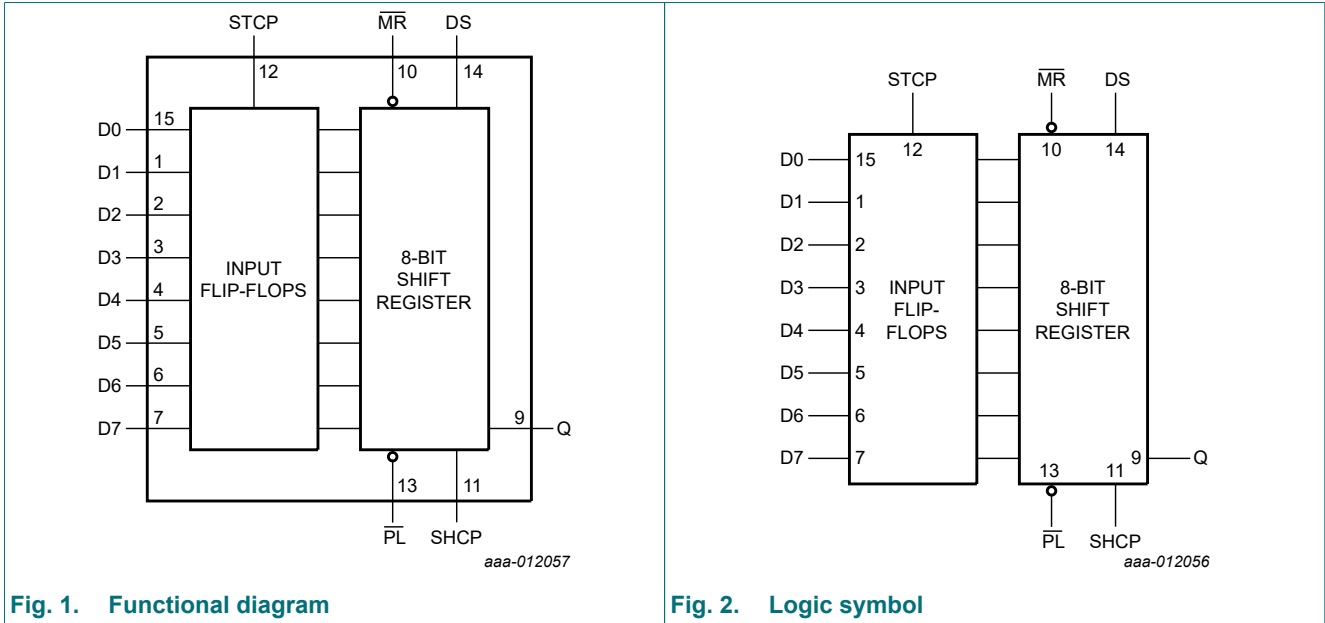 STCP MR DS
12 10 14
D0 15
D1 1
D2 2
D3 3
D4 4
D5 5
D6 6
D7 7
INPUT
FLIP-FLOPS
8-BIT
SHIFT
REGISTER
9 Q
13 11
PL SHCP
aaa-012057
Fig. 1. Functional diagram
STCP MR DS
12 10 14
D0 15
D1 1
D2 2
D3 3
D4 4
D5 5
D6 6
D7 7
INPUT
FLIP-
FLOPS
8-BIT
SHIFT
REGISTER
9 Q
13 11
PL SHCP
aaa-012056
Fig. 2. Logic symbol